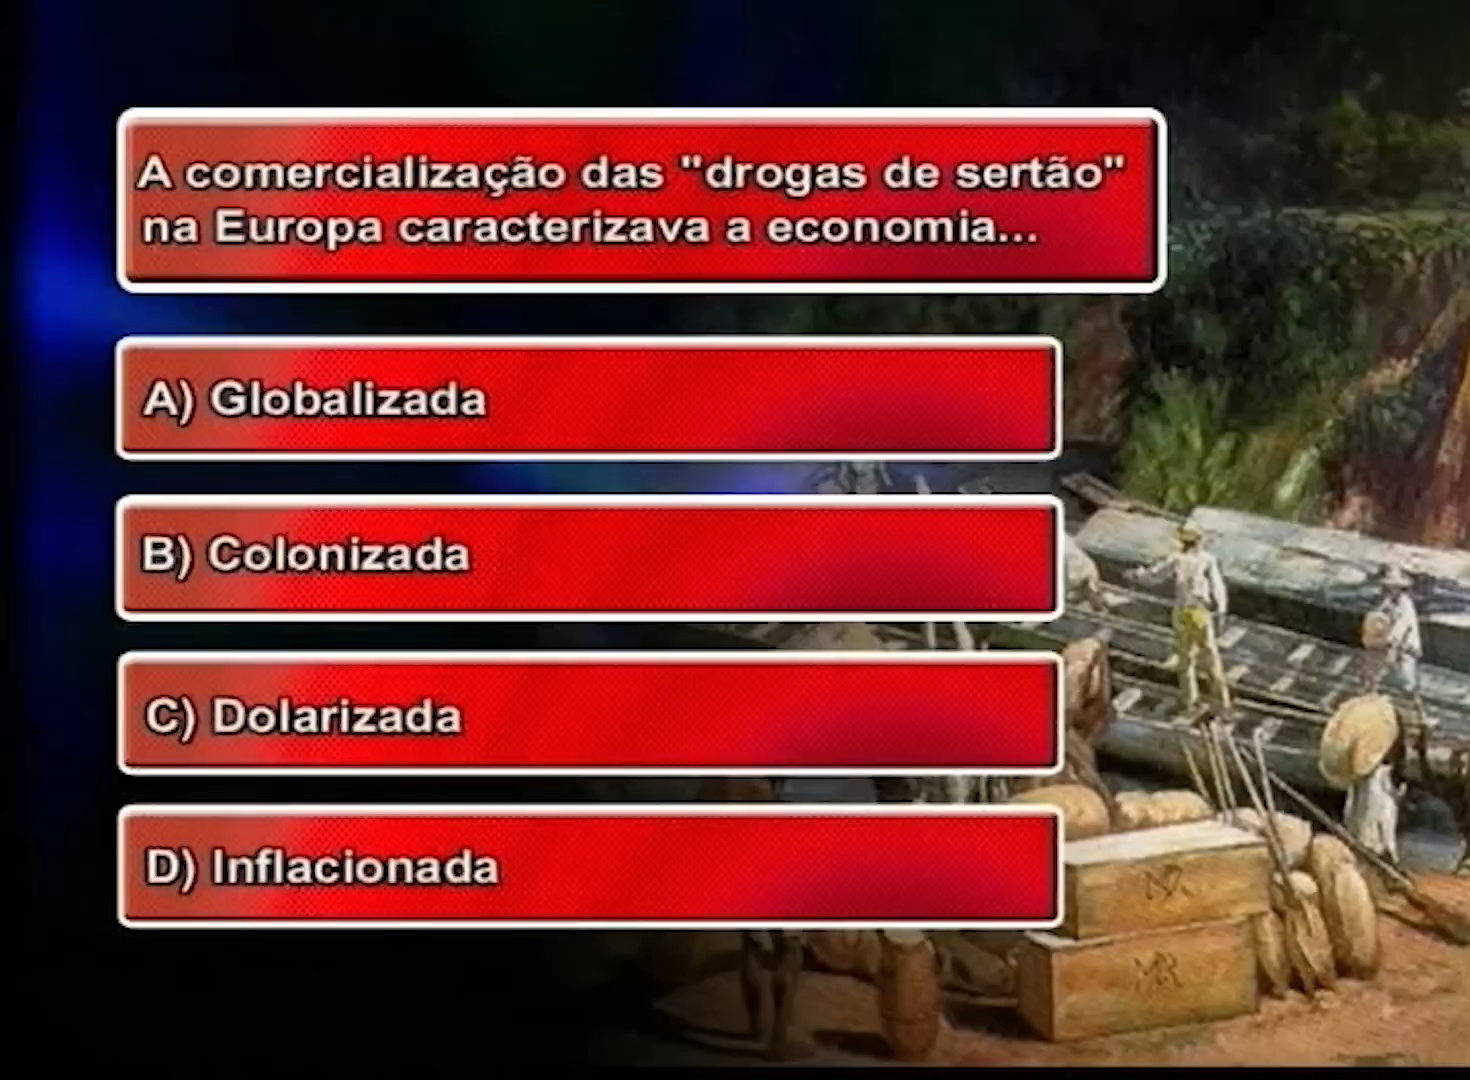 A comercialização das "drogas de sertão"
na Europa caracterizava a economia...
A) Globalizada
B) Colonizada
C) Dolarizada
D) Inflacionada